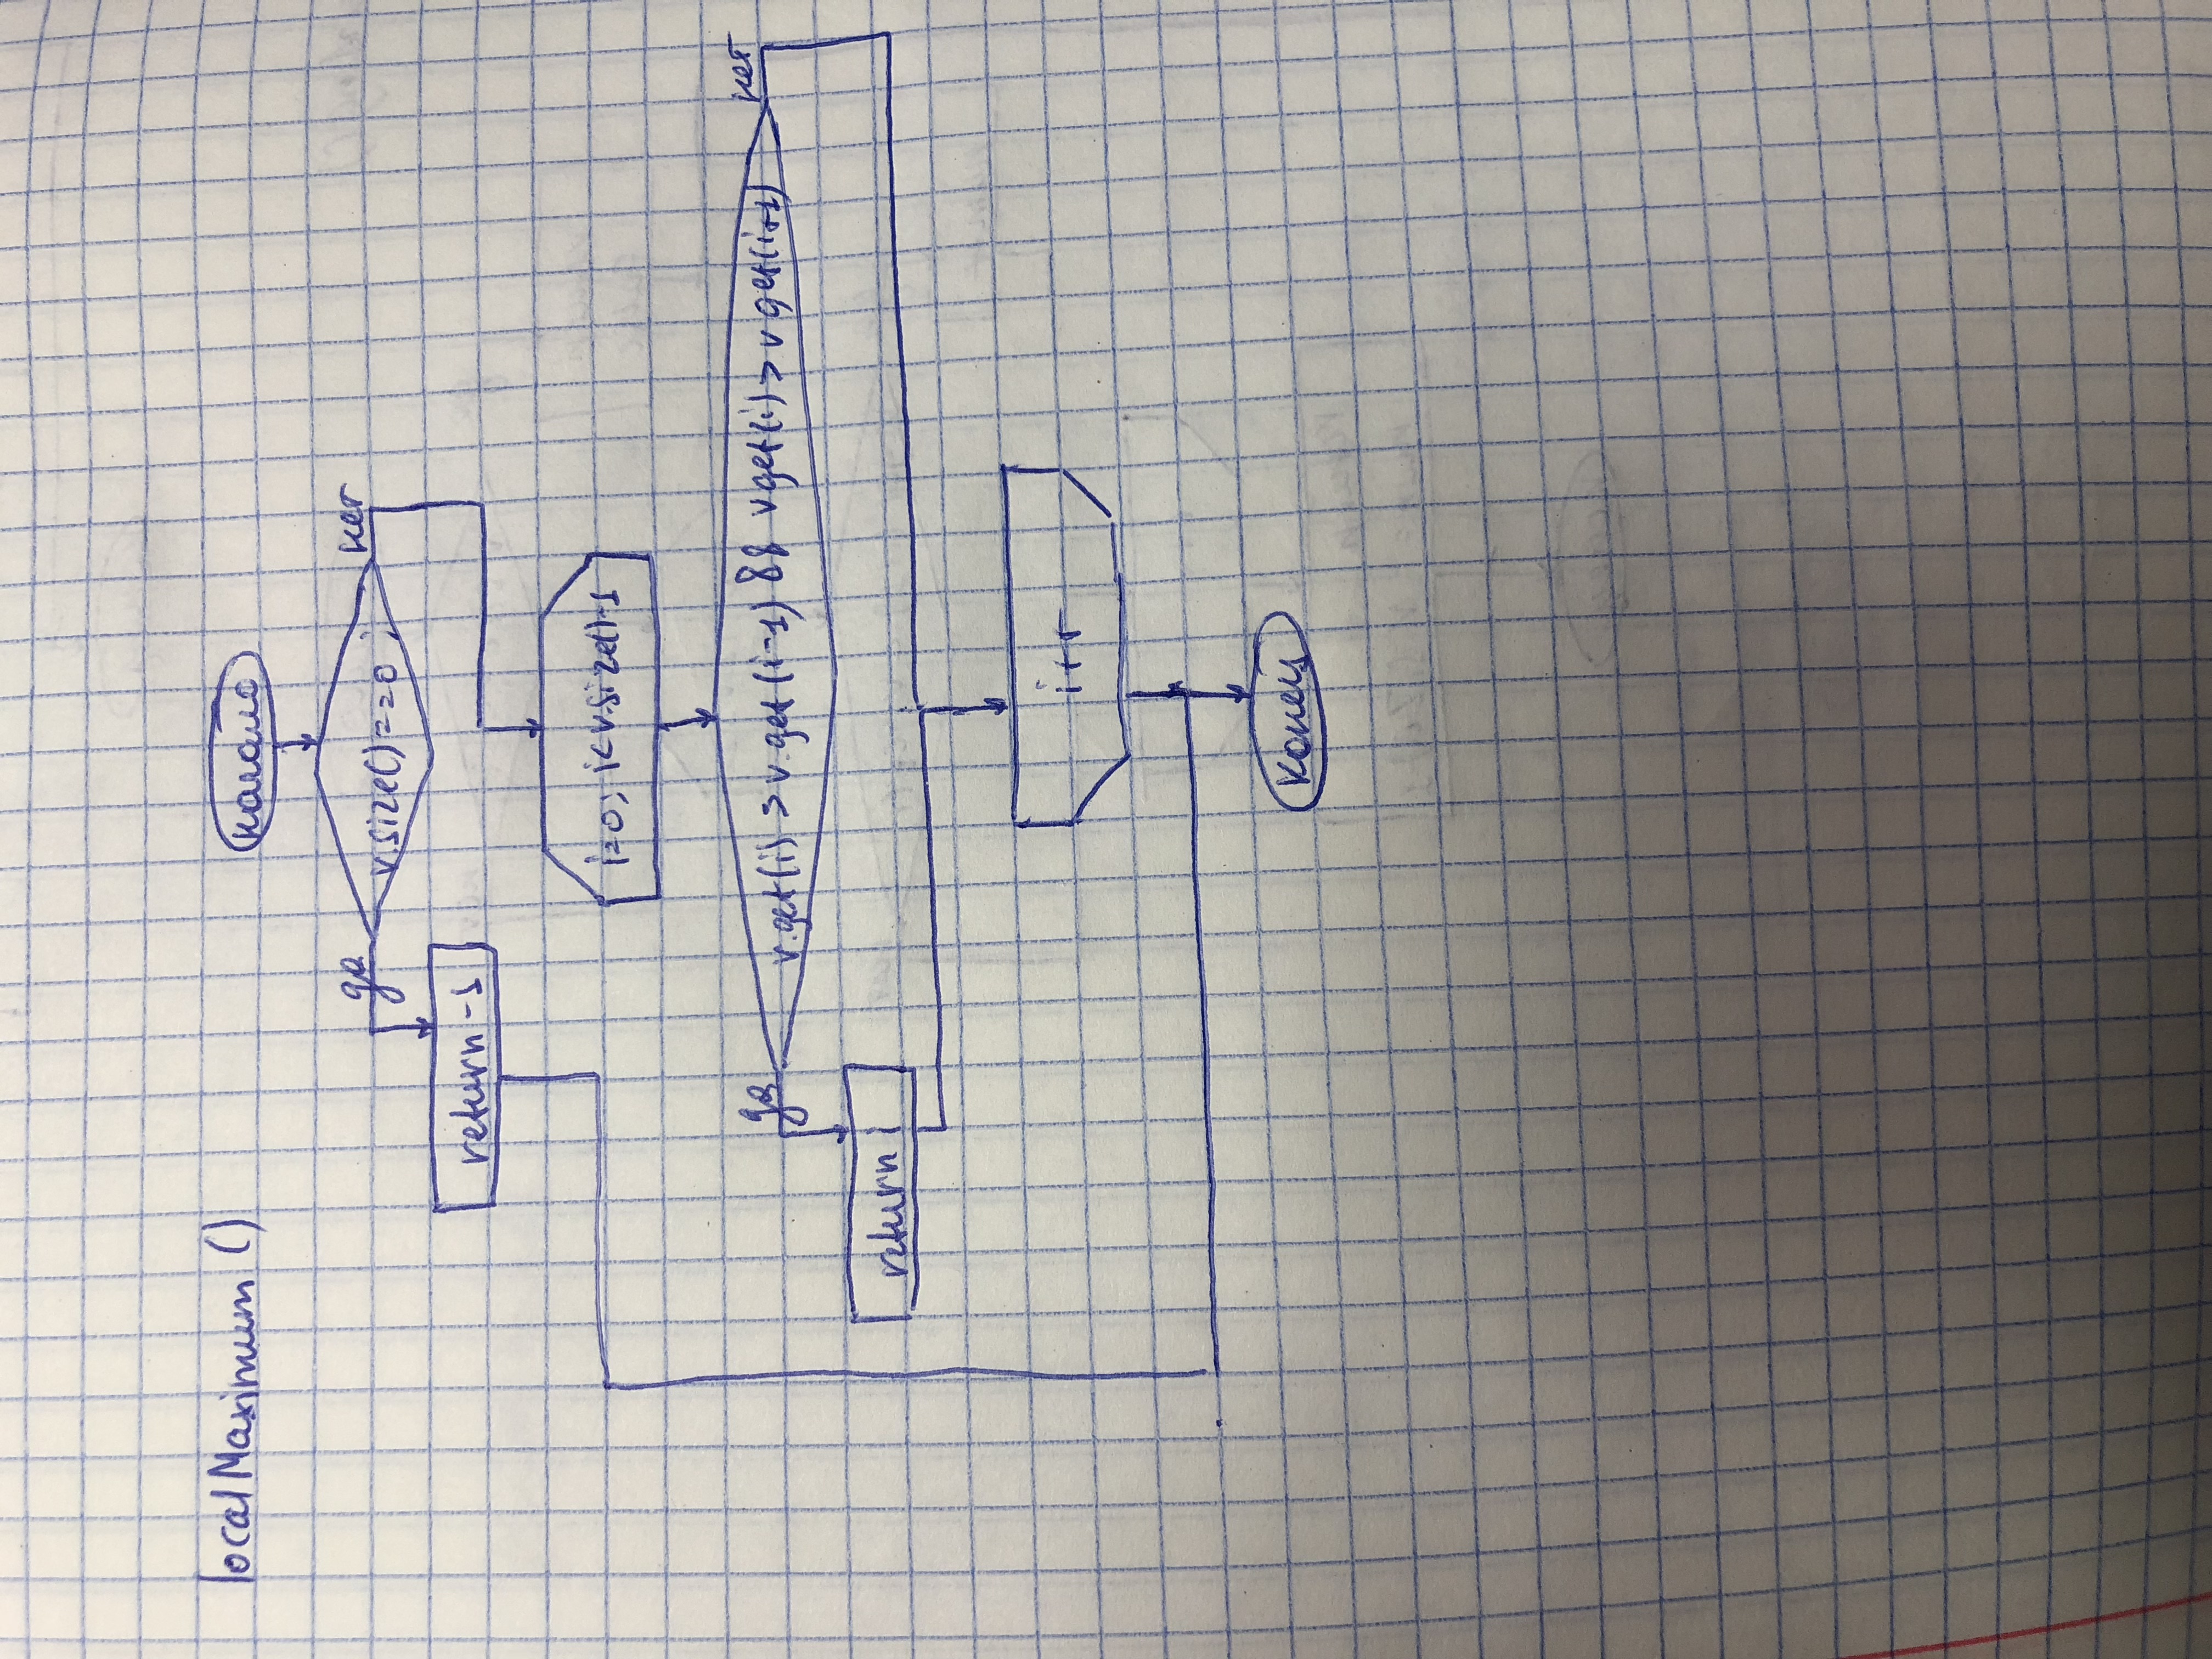 localMaximum ()
начало
да
нет
v.size()==0 ;
return -1
i=0; i<v.size()-1
да
нет
v.get(i) > v.get(i-1) && v get(i) > v get(i+1)
return i
i++
конец